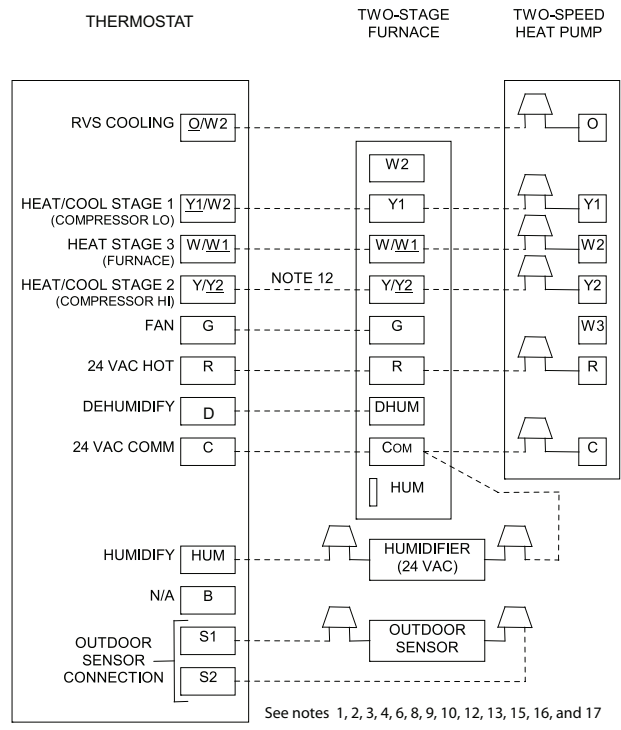 THERMOSTAT
TWO-STAGE
FURNACE
TWO-SPEED
HEAT PUMP
RVS COOLING O/W2 O
W2
HEAT/COOL STAGE 1 Y1/W2 Y1 Y1
(COMPRESSOR LO)
HEAT STAGE 3 W/W1 W/W1 W2
(FURNACE)
HEAT/COOL STAGE 2 Y/Y2 NOTE 12 Y/Y2 Y2
(COMPRESSOR HI)
FAN G G W3
24 VAC HOT R R R
DEHUMIDIFY D DHUM
24 VAC COMM C COM C
HUM
HUMIDIFY HUM HUMIDIFIER
(24 VAC)
N/A B
OUTDOOR
SENSOR
CONNECTION
S1
OUTDOOR
SENSOR
S2
See notes 1, 2, 3, 4, 6, 8, 9, 10, 12, 13, 15, 16, and 17